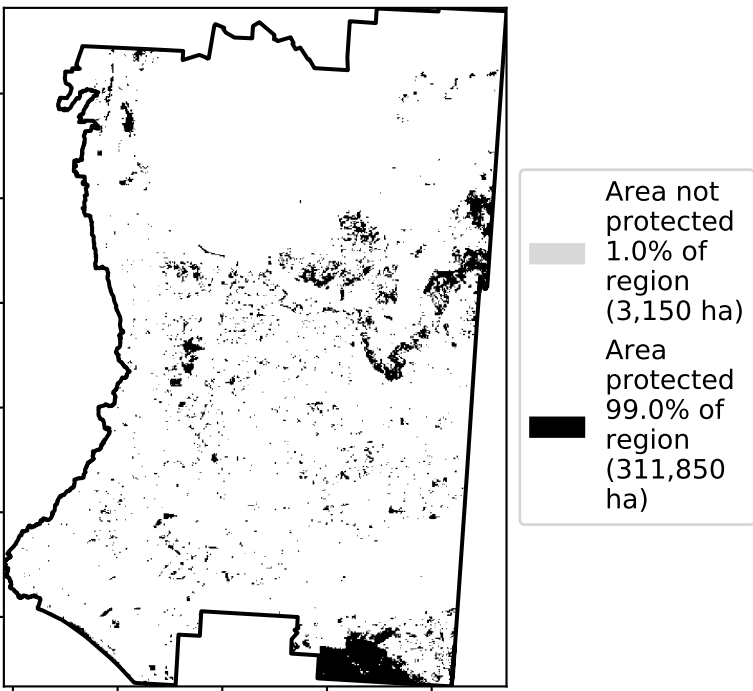 Area not
protected
1.0% of
region
(3,150 ha)
Area
protected
99.0% of
region
(311,850
ha)